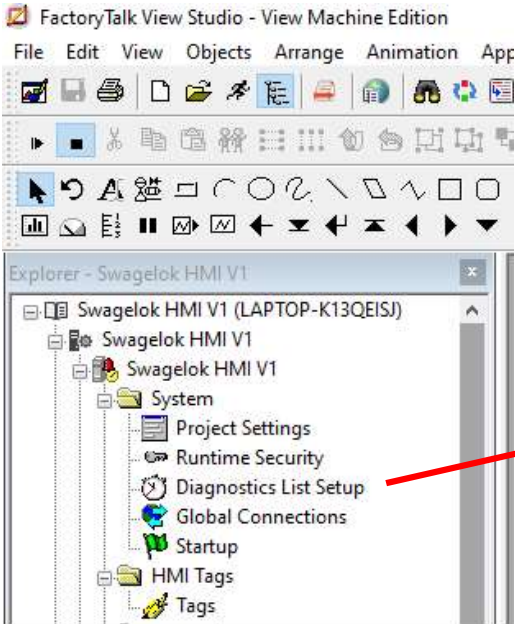 FactoryTalk View Studio - View Machine Edition
File Edit View Objects Arrange Animation App
Explorer - Swagelok HMI V1
Swagelok HMI V1 (LAPTOP-K13QEISJ)
Swagelok HMI V1
Swagelok HMI V1
System
Project Settings
Runtime Security
Diagnostics List Setup
Global Connections
Startup
HMI Tags
Tags